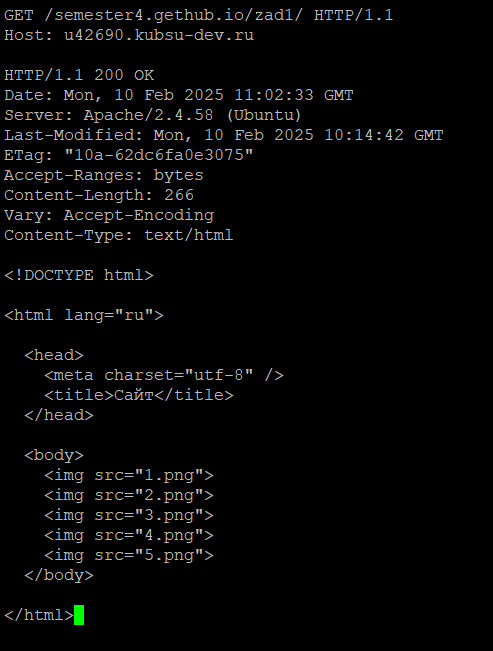 GET /semester4.gethub.io/zad1/ HTTP/1.1
Host: u42690.kubsu-dev.ru
HTTP/1.1 200 OK
Date: Mon, 10 Feb 2025 11:02:33 GMT
Server: Apache/2.4.58 (Ubuntu)
Last-Modified: Mon, 10 Feb 2025 10:14:42 GMT
ETag: "10a-62dc6fa0e3075"
Accept-Ranges: bytes
Content-Length: 266
Vary: Accept-Encoding
Content-Type: text/html
<!DOCTYPE html>
<html lang="ru">
<head>
<meta charset="utf-8" />
<title>Сайт</title>
</head>
<body>
<img src="1.png">
<img src="2.png">
<img src="3.png">
<img src="4.png">
<img src="5.png">
</body>
</html>